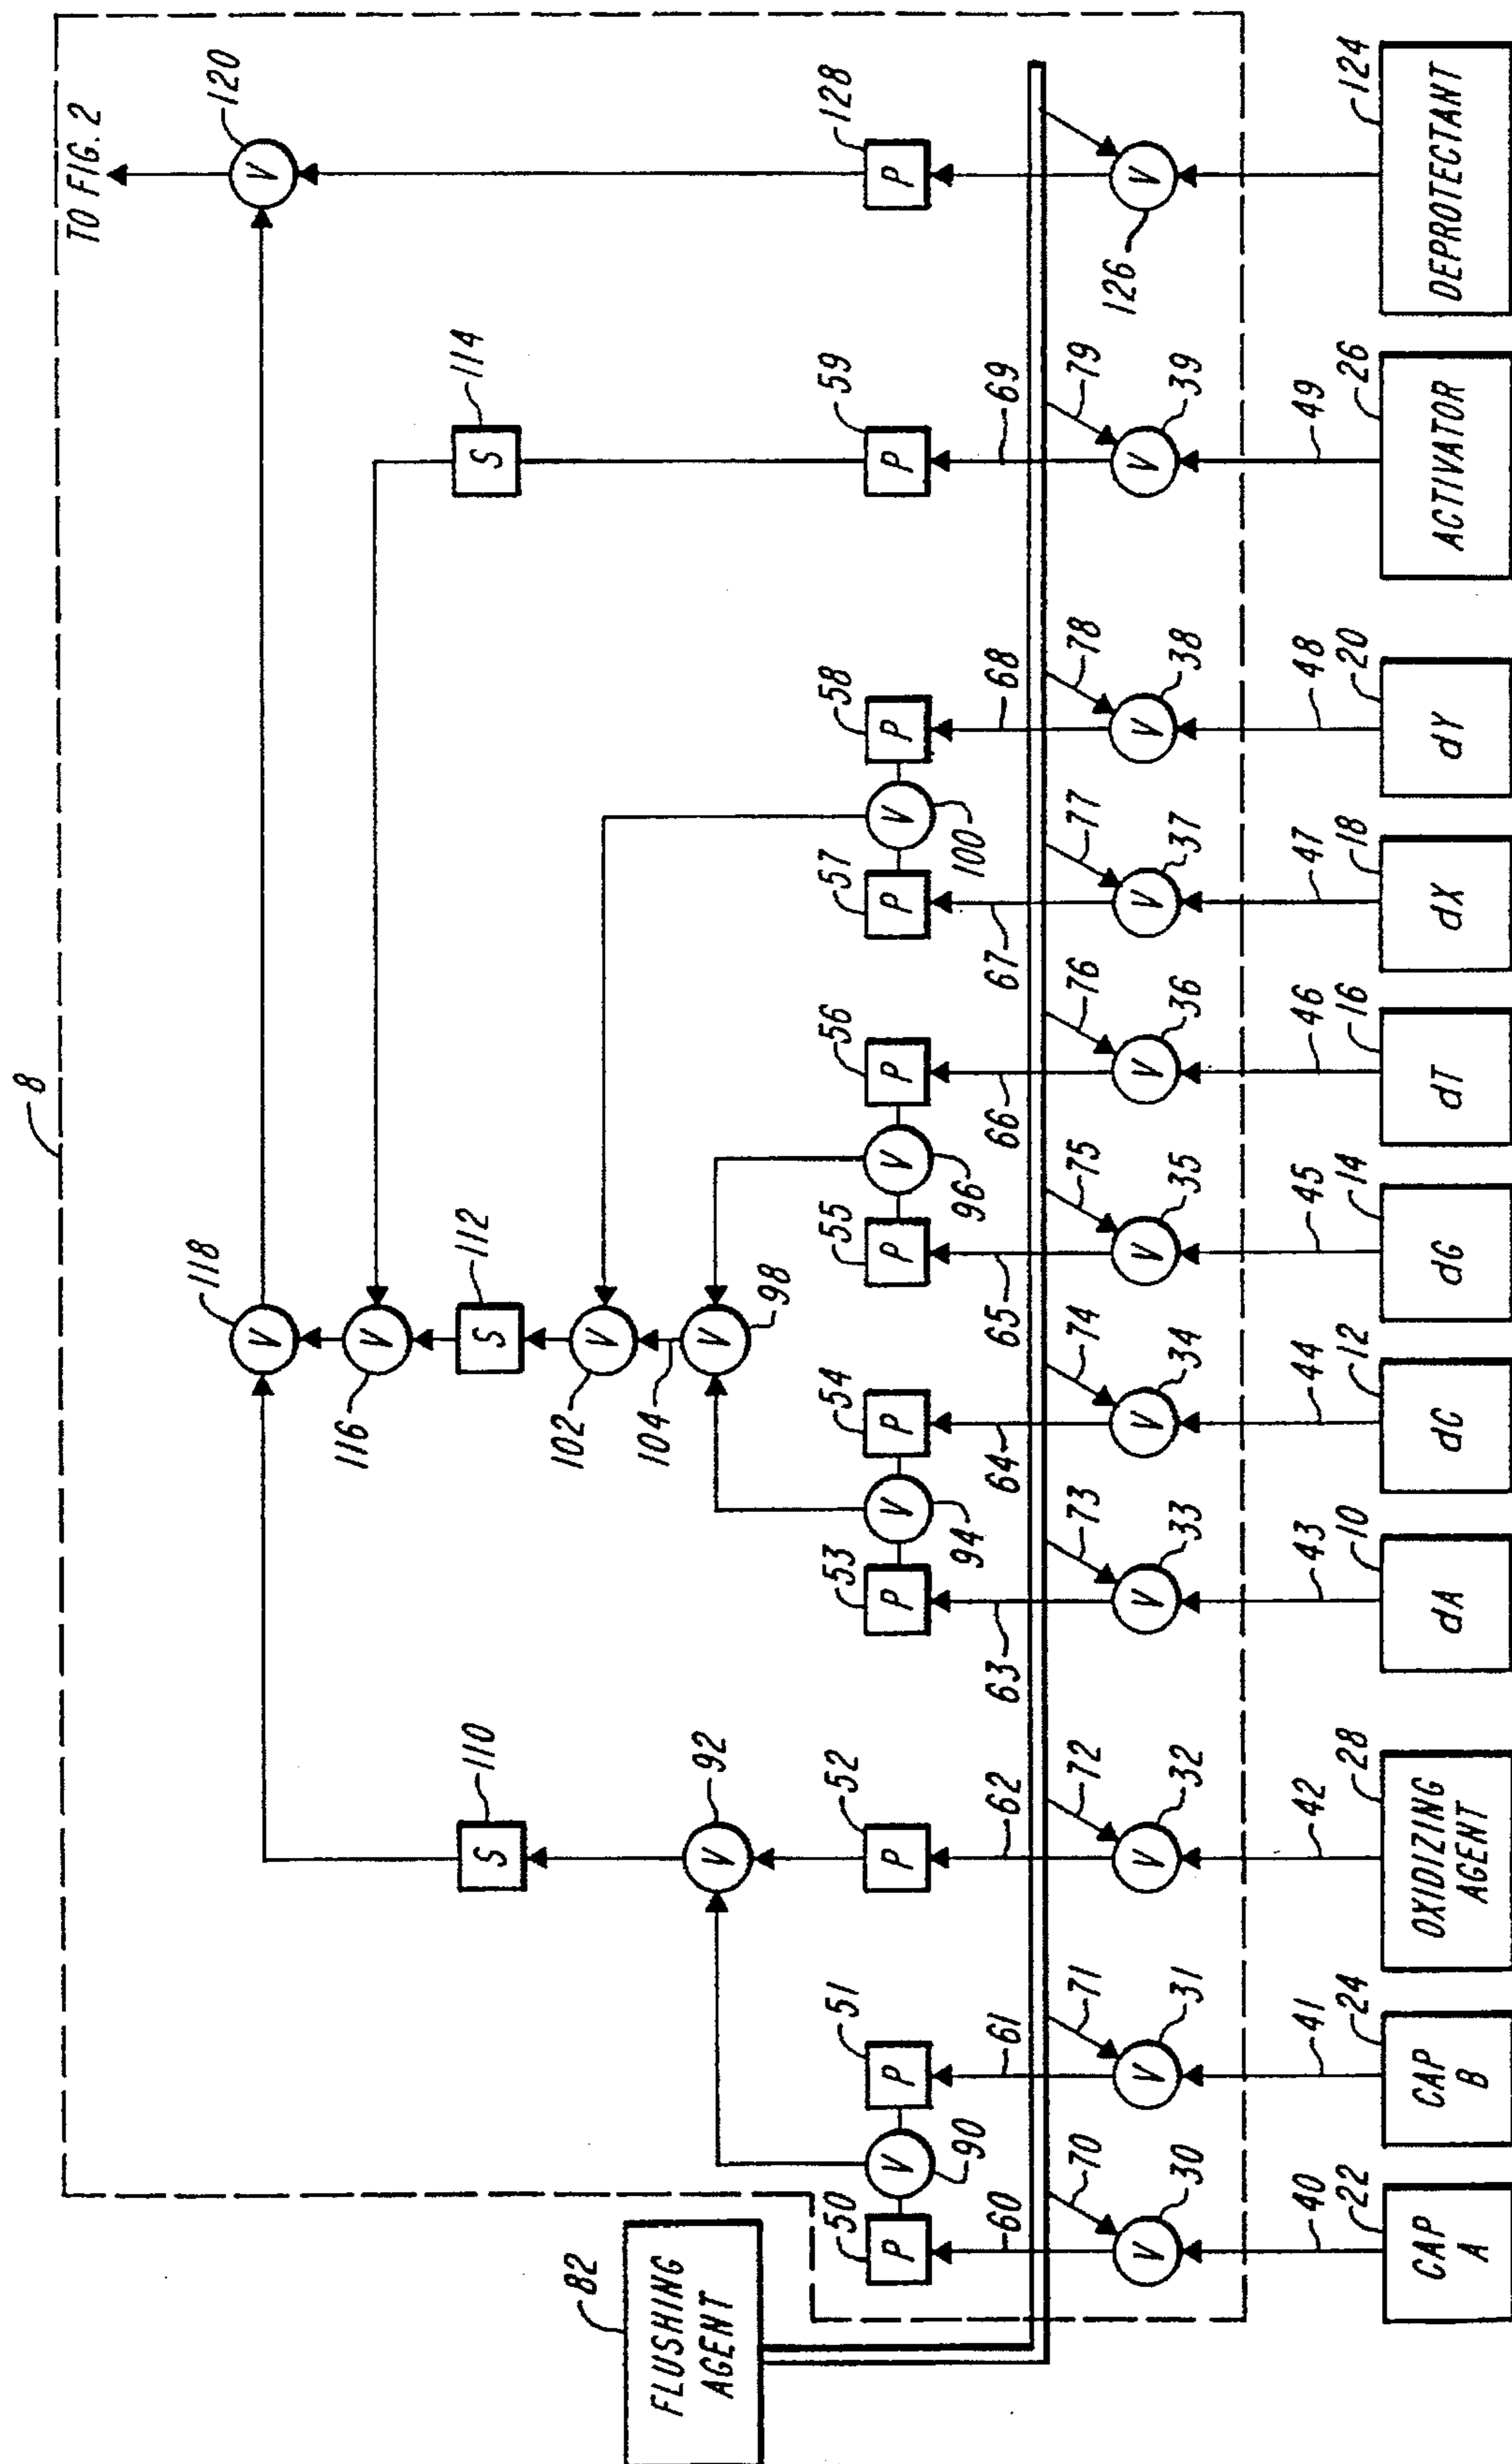 8
TO FIG. 2
V
120
118
V
116
V
S
114
S
110
S
112
102
V
104
V
98
V
92
FLUSHING
AGENT
82
50
P
V
90
51
P
P
52
53
P
V
94
54
P
55
P
V
96
56
P
57
P
V
100
58
P
P
59
P
128
60
61
62
63
64
65
66
67
68
69
70
71
72
73
74
75
76
77
78
79
V
30
V
31
V
32
V
33
V
34
V
35
V
36
V
37
V
38
V
39
V
126
40
41
42
43
44
45
46
47
48
49
22
24
28
10
12
14
16
18
20
26
124
CAP
A
CAP
B
OXIDIZING
AGENT
dA
dC
dG
dT
dX
dY
ACTIVATOR
DEPROTECTANT